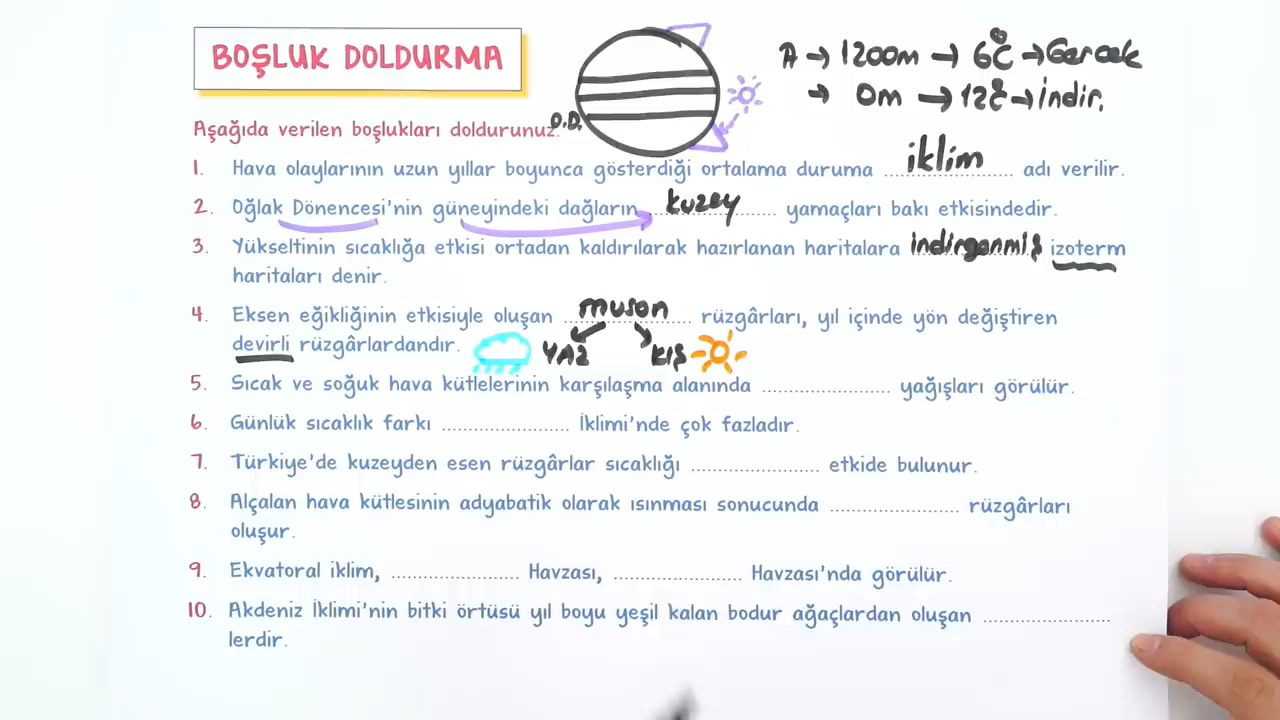 BOŞLUK DOLDURMA
A → 1200m → 6°C → Gercek
→ 0m → 12°C → İndir.
D.D.
Aşağıda verilen boşlukları doldurunuz.
1. Hava olaylarının uzun yıllar boyunca gösterdiği ortalama duruma iklim adı verilir.
2. Oğlak Dönencesi'nin güneyindeki dağların kuzey yamaçları bakı etkisindedir.
3. Yükseltinin sıcaklığa etkisi ortadan kaldırılarak hazırlanan haritalara indirgenmiş izoterm
haritaları denir.
4. Eksen eğikliğinin etkisiyle oluşan muson rüzgârları, yıl içinde yön değiştiren
devirli rüzgârlardandır. YAZ KIŞ
5. Sıcak ve soğuk hava kütlelerinin karşılaşma alanında .................... yağışları görülür.
6. Günlük sıcaklık farkı .................... İklimi'nde çok fazladır.
7. Türkiye'de kuzeyden esen rüzgârlar sıcaklığı .................... etkide bulunur.
8. Alçalan hava kütlesinin adyabatik olarak ısınması sonucunda .................... rüzgârları
oluşur.
9. Ekvatoral iklim, .................... Havzası, .................... Havzası'nda görülür.
10. Akdeniz İklimi'nin bitki örtüsü yıl boyu yeşil kalan bodur ağaçlardan oluşan ....................
lerdir.